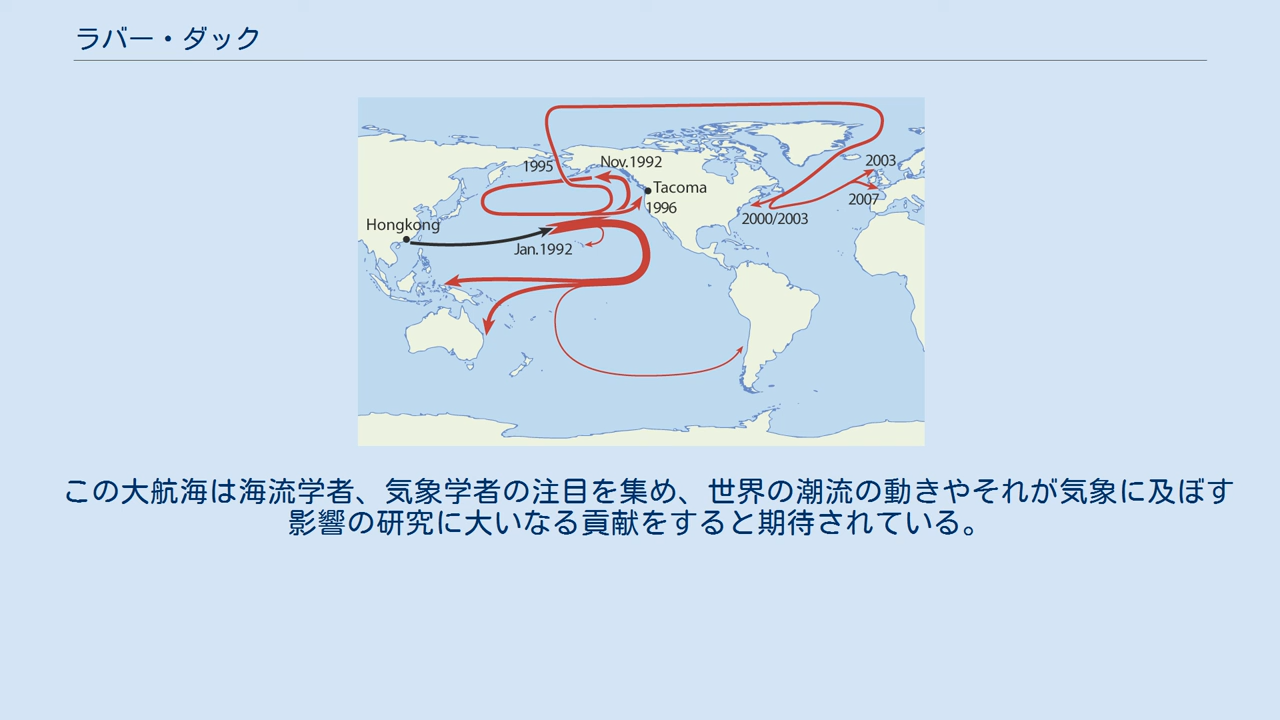 ラバー・ダック
1995
Nov.1992
2003
Tacoma
1996
2007
2000/2003
Hongkong
Jan.1992
この大航海は海流学者、気象学者の注目を集め、世界の潮流の動きやそれが気象に及ぼす
影響の研究に大いなる貢献をすると期待されている。